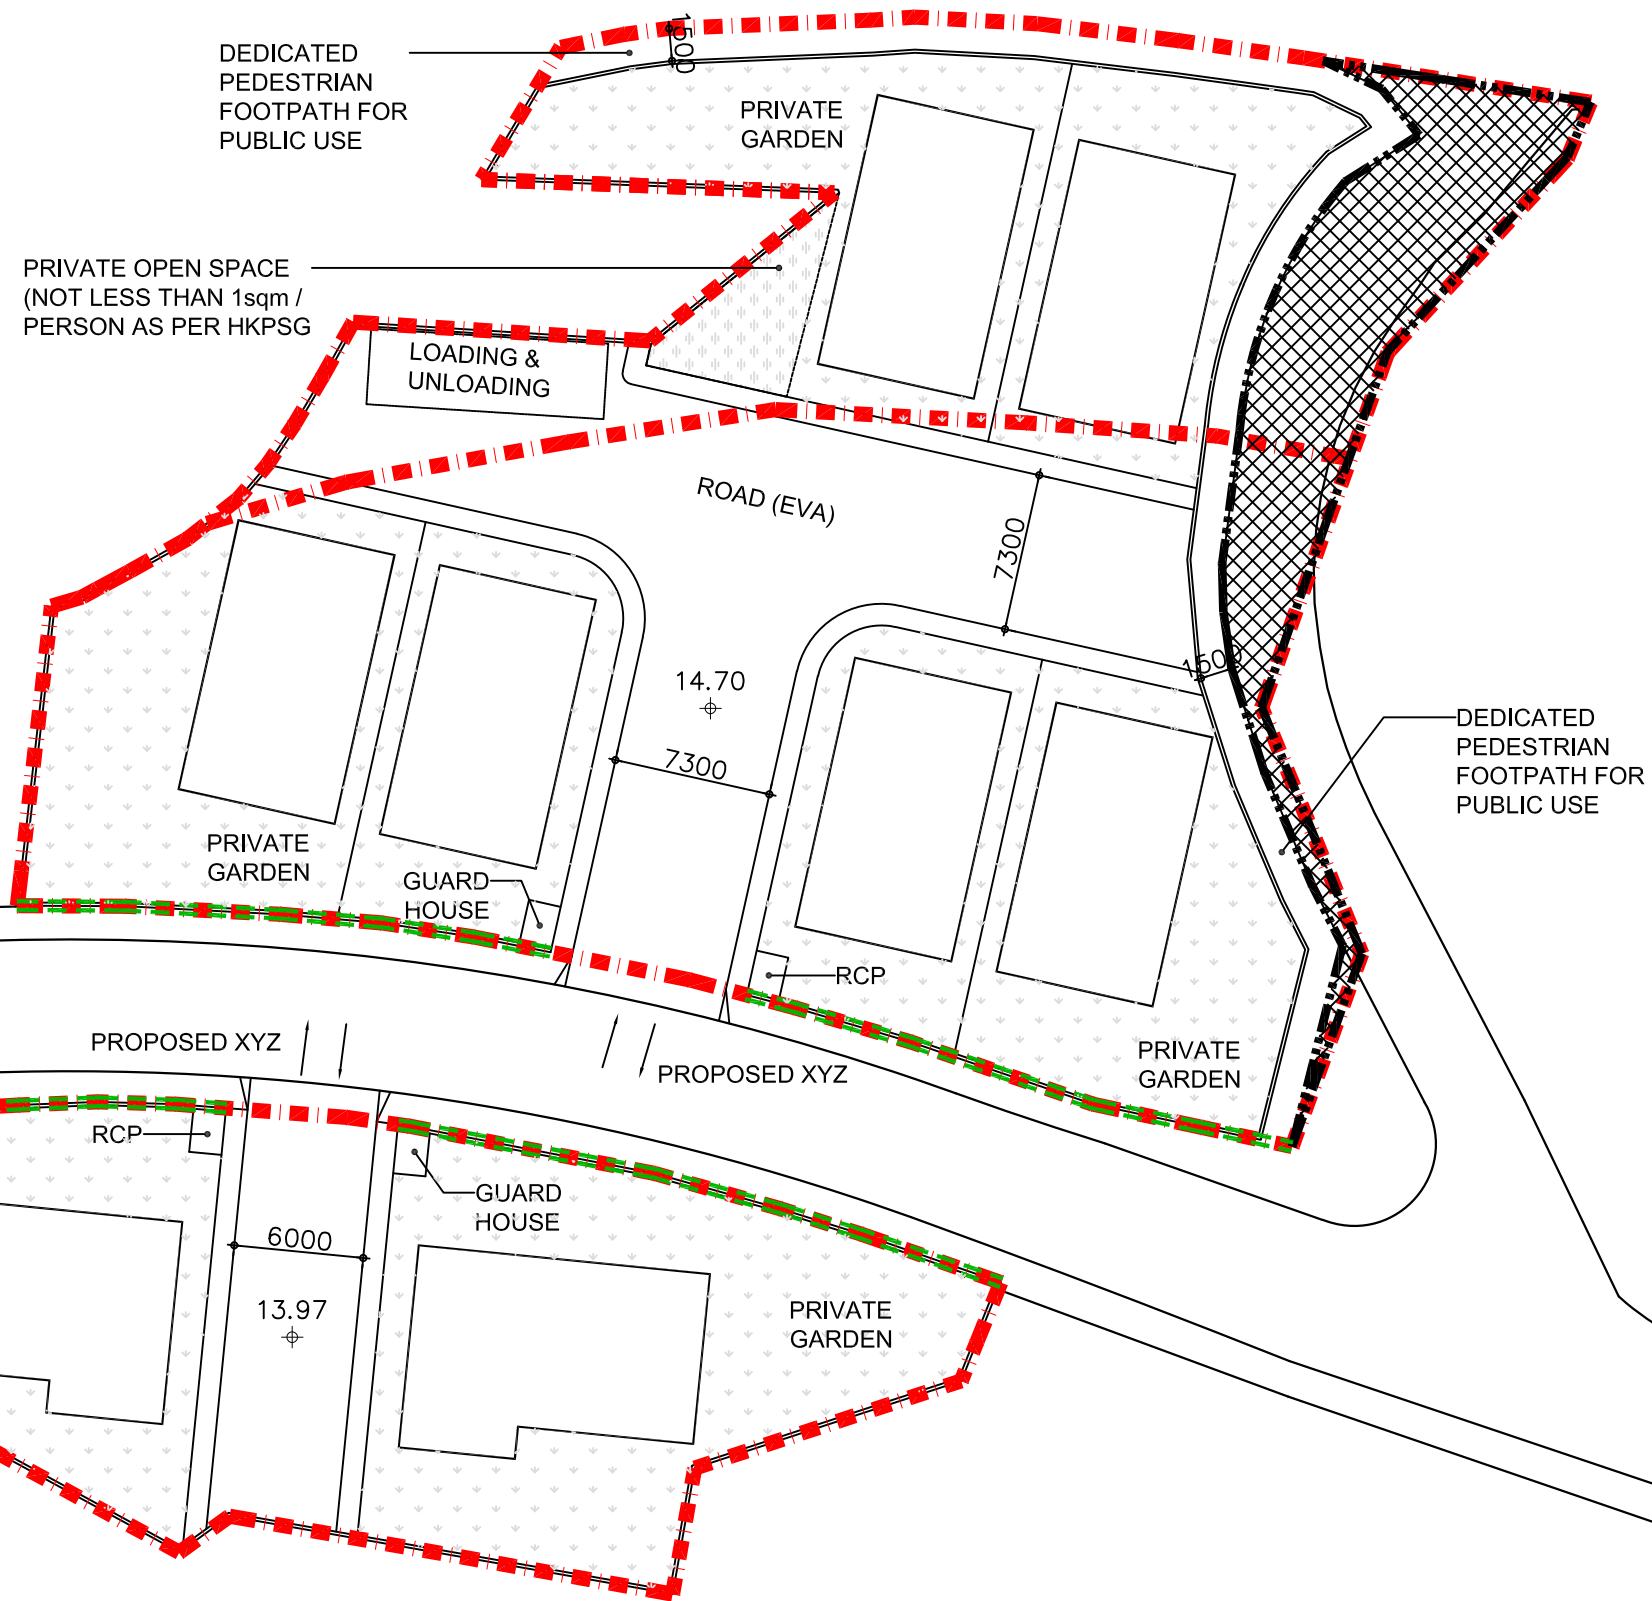 1500
DEDICATED
PEDESTRIAN
FOOTPATH FOR
PUBLIC USE
PRIVATE
GARDEN
PRIVATE OPEN SPACE
(NOT LESS THAN 1sqm /
PERSON AS PER HKPSG
LOADING &
UNLOADING
ROAD (EVA)
7300
1500
14.70
7300
DEDICATED
PEDESTRIAN
FOOTPATH FOR
PUBLIC USE
PRIVATE
GARDEN
GUARD
HOUSE
RCP
PROPOSED XYZ
PROPOSED XYZ
PRIVATE
GARDEN
RCP
GUARD
HOUSE
6000
13.97
PRIVATE
GARDEN